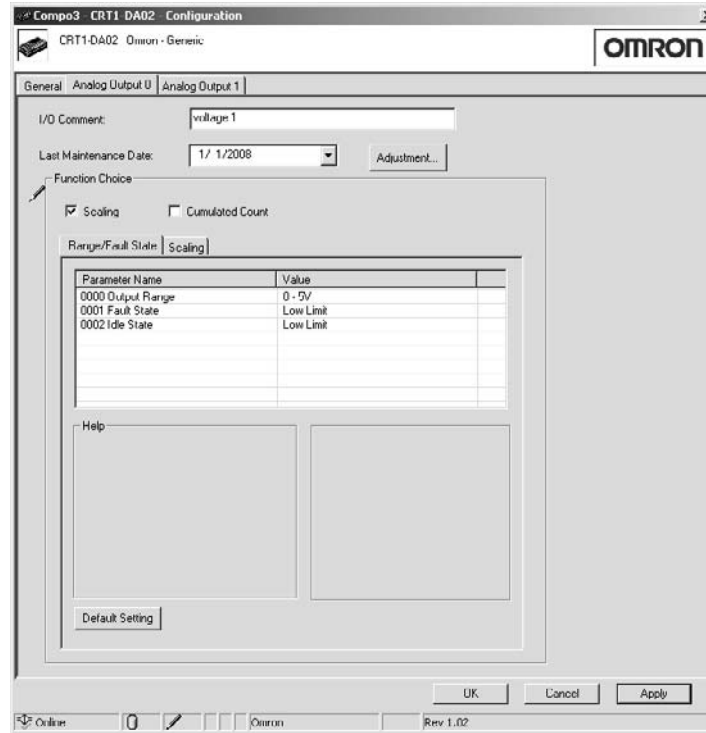 Compo3 - CRT1-DA02 - Configuration
CRT1-DA02 Omron - Generic
OMRON
General Analog Output 0 Analog Output 1
I/O Comment: voltage 1
Last Maintenance Date: 1/ 1/2008 Adjustment...
Function Choice
Scaling Cumulated Count
Range/Fault State Scaling
Parameter Name Value
0000 Output Range 0 - 5V
0001 Fault State Low Limit
0002 Idle State Low Limit
Help
Default Setting
OK Cancel Apply
Online 0 Omron Rev 1.02